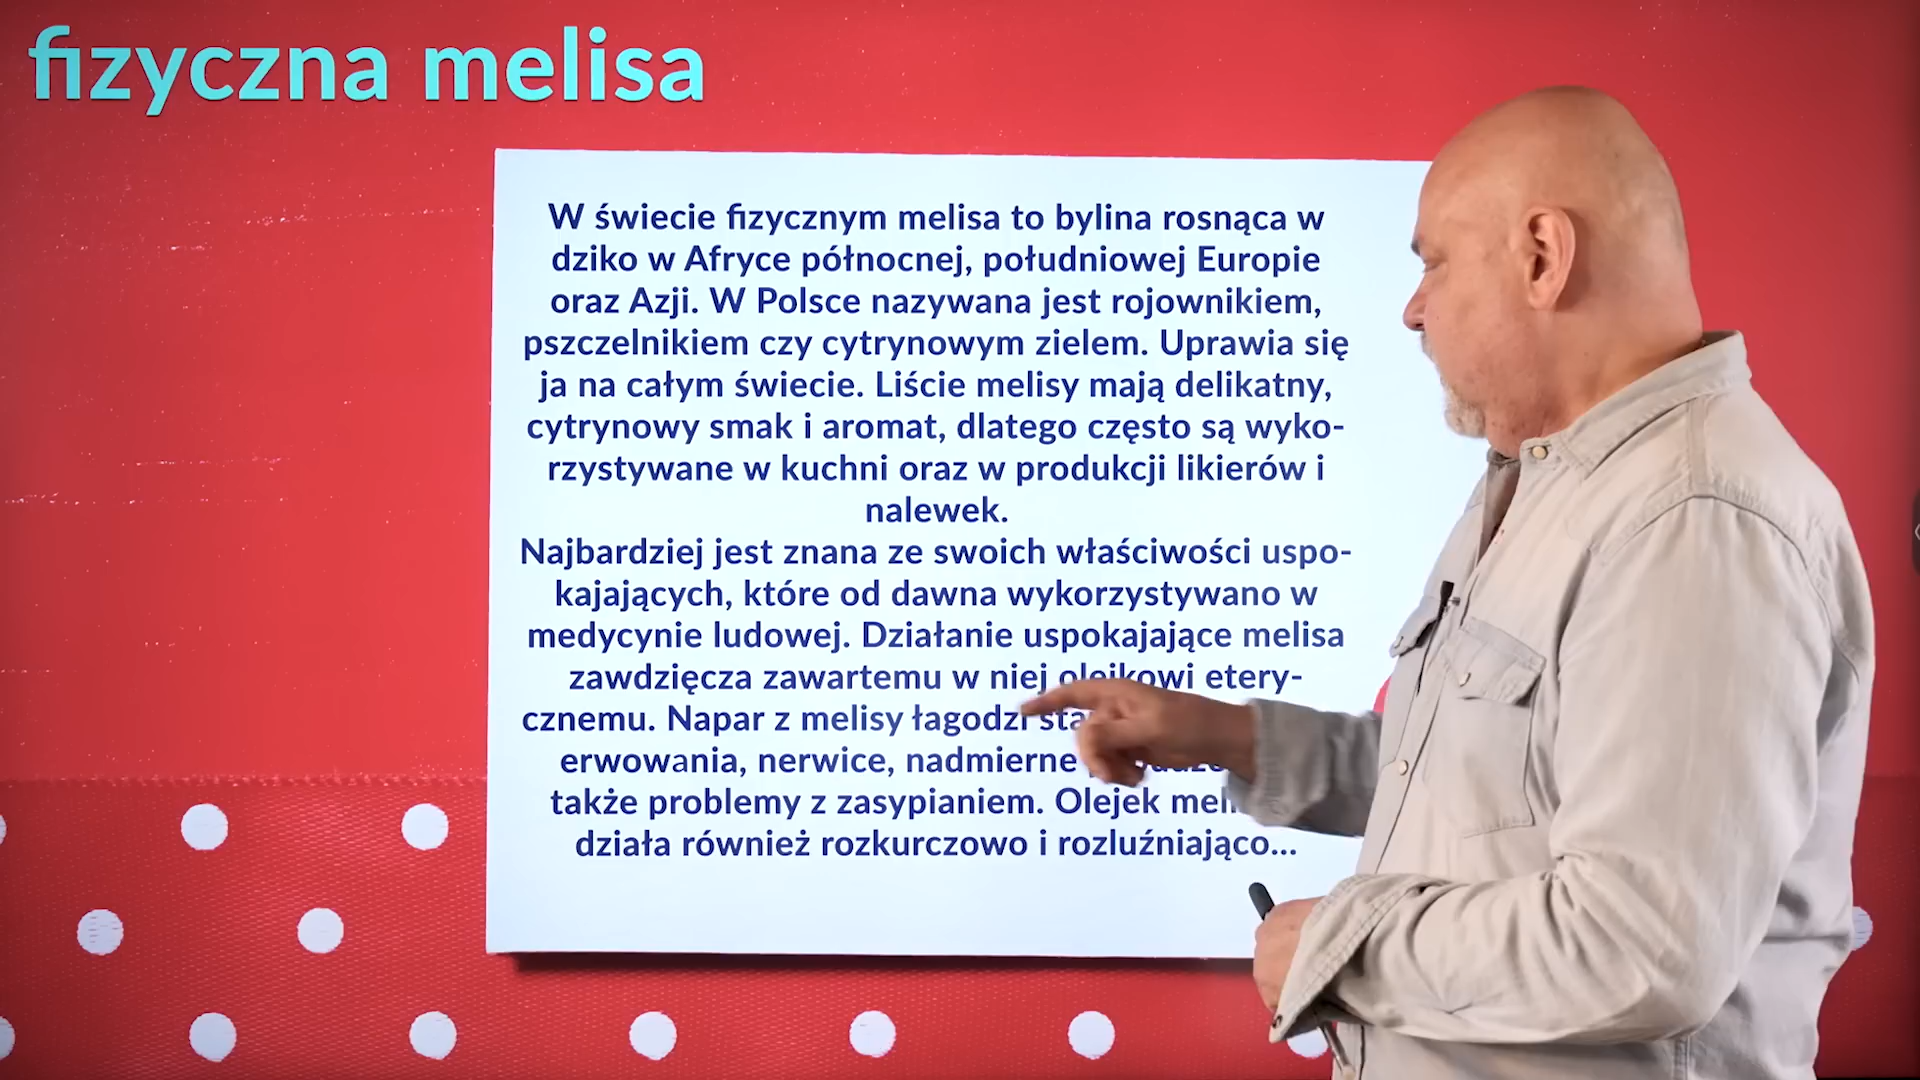 fizyczna melisa
W świecie fizycznym melisa to bylina rosnąca w
dziko w Afryce północnej, południowej Europie
oraz Azji. W Polsce nazywana jest rojownikiem,
pszczelnikiem czy cytrynowym zielem. Uprawia się
ja na całym świecie. Liście melisy mają delikatny,
cytrynowy smak i aromat, dlatego często są wyko-
rzystywane w kuchni oraz w produkcji likierów i
nalewek.
Najbardziej jest znana ze swoich właściwości uspo-
kajających, które od dawna wykorzystywano w
medycynie ludowej. Działanie uspokajające melisa
zawdzięcza zawartemu w niej olejkowi etery-
cznemu. Napar z melisy łagodzi
erwowania, nerwice, nadmierne
także problemy z zasypianiem. Olejek
działa również rozkurczowo i rozluźniająco...